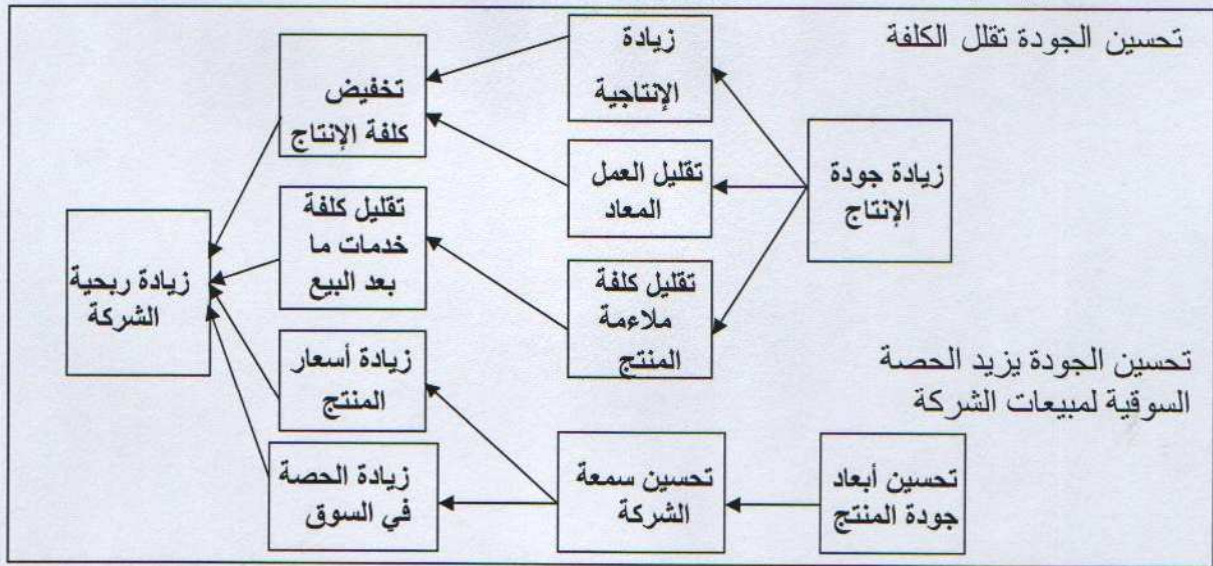 تحسين الجودة تقلل الكلفة
زيادة جودة
الإنتاج
زيادة
الإنتاجية
تقليل العمل
المعاد
تقليل كلفة
ملاءمة
المنتج
تخفيض
كلفة الإنتاج
تقليل كلفة
خدمات ما
بعد البيع
زيادة ربحية
الشركة
تحسين الجودة يزيد الحصة
السوقية لمبيعات الشركة
تحسين أبعاد
جودة المنتج
تحسين سمعة
الشركة
زيادة أسعار
المنتج
زيادة الحصة
في السوق